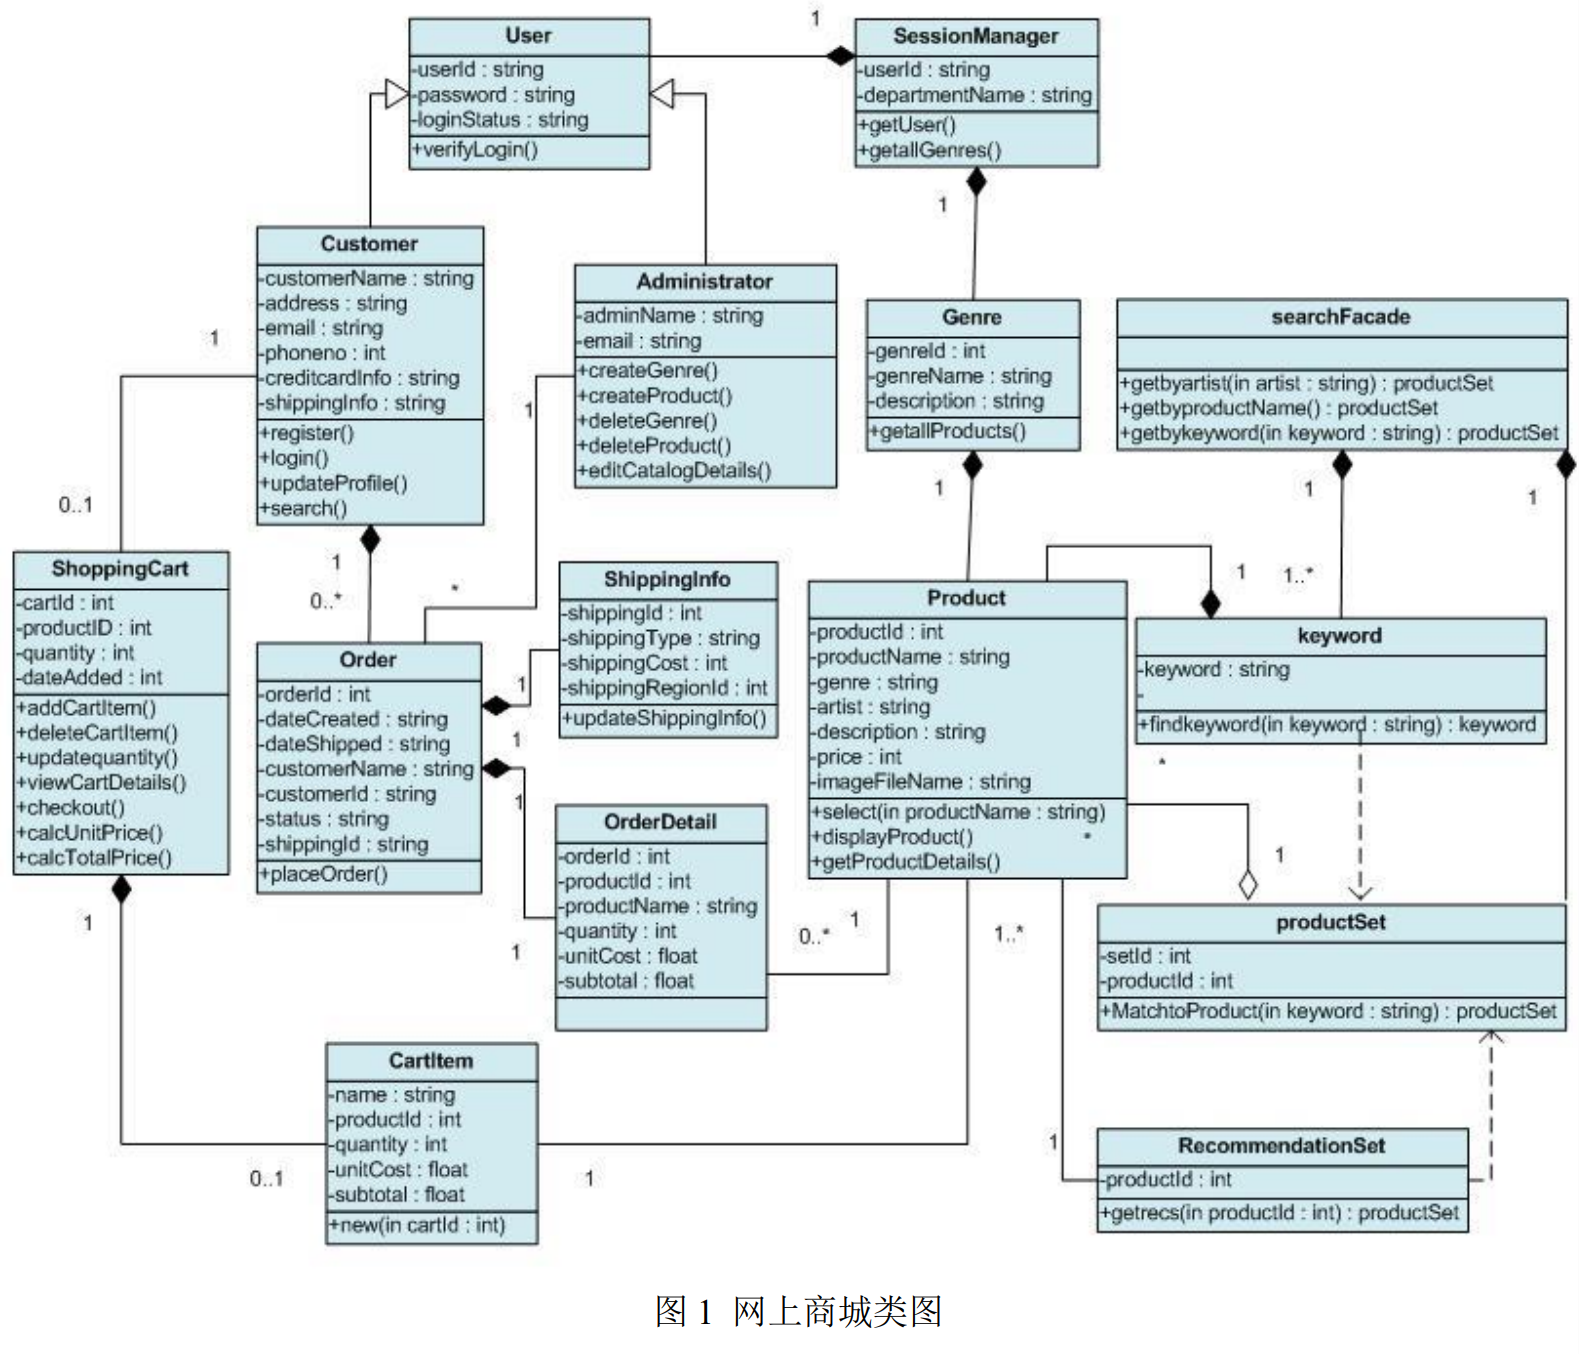 User
-userId : string
-password : string
-loginStatus : string
+verifyLogin()
1
SessionManager
-userId : string
-departmentName : string
+getUser()
+getallGenres()
1
Customer
-customerName : string
-address : string
-email : string
-phoneno : int
-creditcardInfo : string
-shippingInfo : string
+register()
+login()
+updateProfile()
+search()
1
0..1
1
0..*
Administrator
-adminName : string
-email : string
+createGenre()
+createProduct()
+deleteGenre()
+deleteProduct()
+editCatalogDetails()
1
*
Genre
-genreId : int
-genreName : string
-description : string
+getallProducts()
1
searchFacade
+getbyartist(in artist : string) : productSet
+getbyproductName() : productSet
+getbykeyword(in keyword : string) : productSet
1
1..*
1
ShoppingCart
-cartId : int
-productID : int
-quantity : int
-dateAdded : int
+addCartItem()
+deleteCartItem()
+updatequantity()
+viewCartDetails()
+checkout()
+calcUnitPrice()
+calcTotalPrice()
1
Order
-orderId : int
-dateCreated : string
-dateShipped : string
-customerName : string
-customerId : string
-status : string
-shippingId : string
+placeOrder()
1
1
1
1
ShippingInfo
-shippingId : int
-shippingType : string
-shippingCost : int
-shippingRegionId : int
+updateShippingInfo()
OrderDetail
-orderId : int
-productId : int
-productName : string
-quantity : int
-unitCost : float
-subtotal : float
0..*
1
Product
-productId : int
-productName : string
-genre : string
-artist : string
-description : string
-price : int
-imageFileName : string
+select(in productName : string)
+displayProduct()
*
+getProductDetails()
1..*
1
keyword
-keyword : string
-
+findkeyword(in keyword : string) : keyword
*
1
productSet
-setId : int
-productId : int
+MatchtoProduct(in keyword : string) : productSet
CartItem
-name : string
-productId : int
-quantity : int
-unitCost : float
-subtotal : float
+new(in cartId : int)
0..1
1
1
RecommendationSet
-productId : int
+getrecs(in productId : int) : productSet
图 1 网上商城类图